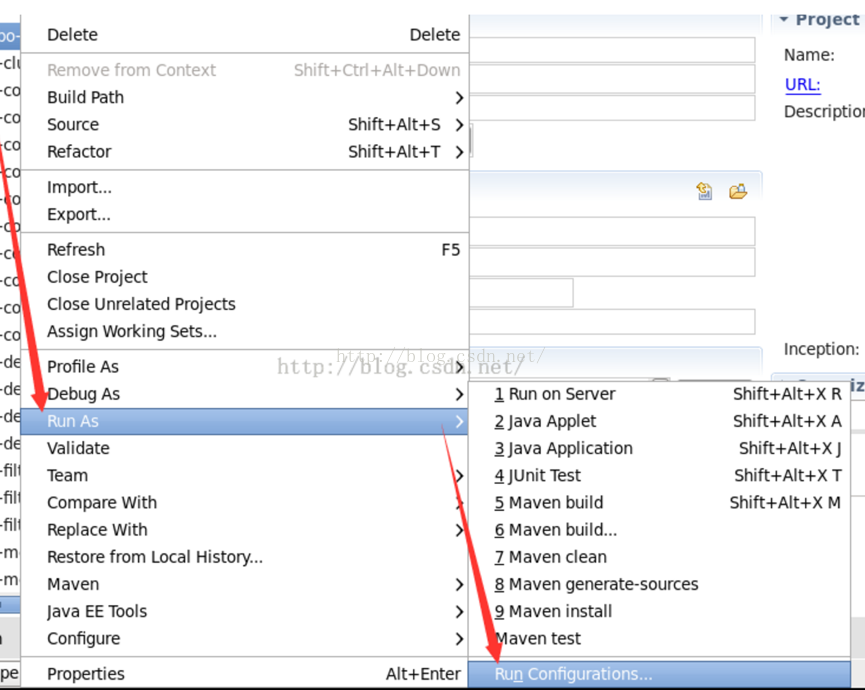 Delete Delete
Remove from Context Shift+Ctrl+Alt+Down
Build Path
Source Shift+Alt+S
Refactor Shift+Alt+T
Import...
Export...
Refresh F5
Close Project
Close Unrelated Projects
Assign Working Sets...
Profile As
Debug As
Run As
Validate
Team
Compare With
Replace With
Restore from Local History...
Maven
Java EE Tools
Configure
Properties Alt+Enter
1 Run on Server Shift+Alt+X R
2 Java Applet Shift+Alt+X A
3 Java Application Shift+Alt+X J
4 JUnit Test Shift+Alt+X T
5 Maven build Shift+Alt+X M
6 Maven build...
7 Maven clean
8 Maven generate-sources
9 Maven install
Maven test
Run Configurations...
Project
Name:
URL:
Description
Inception:
http://blog.csdn.net/
http://blog.csdn.net/